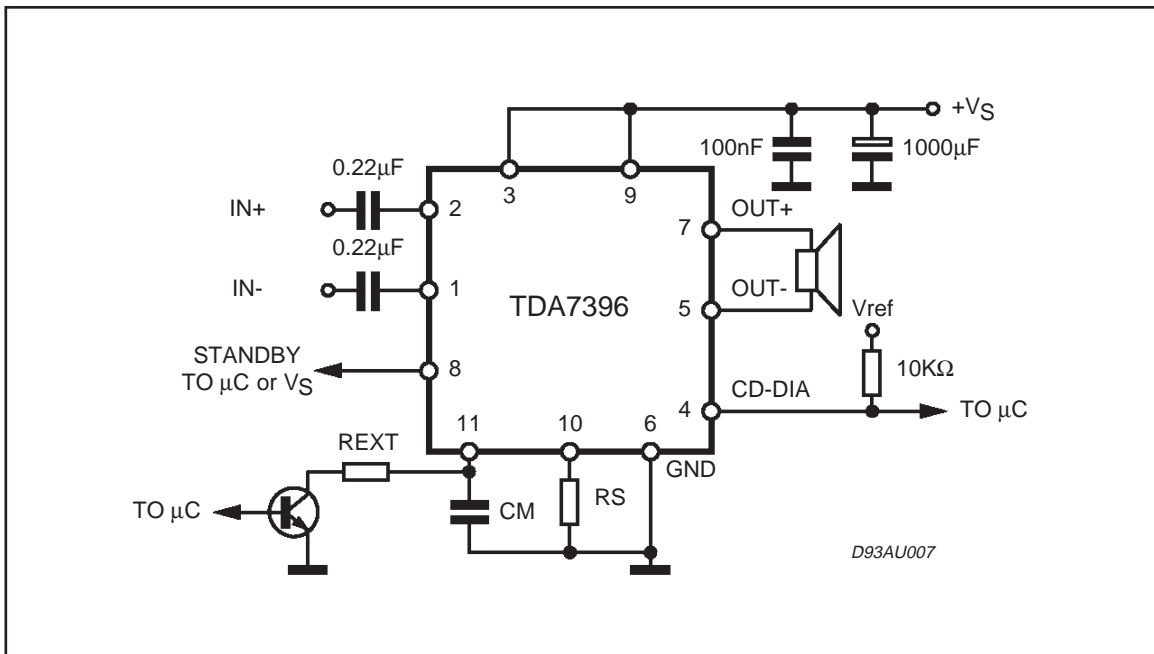 +VS
100nF
1000µF
0.22µF
3
9
IN+
2
7
OUT+
0.22µF
IN-
1
TDA7396
OUT-
5
Vref
STANDBY
TO µC or VS
8
10KΩ
CD-DIA
4
TO µC
11
10
6
GND
REXT
TO µC
CM
RS
D93AU007